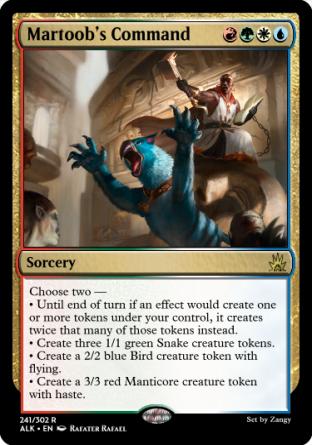 Martoob's Command
Sorcery
Choose two —
• Until end of turn if an effect would create one
or more tokens under your control, it creates
twice that many of those tokens instead.
• Create three 1/1 green Snake creature tokens.
• Create a 2/2 blue Bird creature token with
flying.
• Create a 3/3 red Manticore creature token
with haste.
241/302 R
Set by Zangy
ALK • EN Rafater Rafael